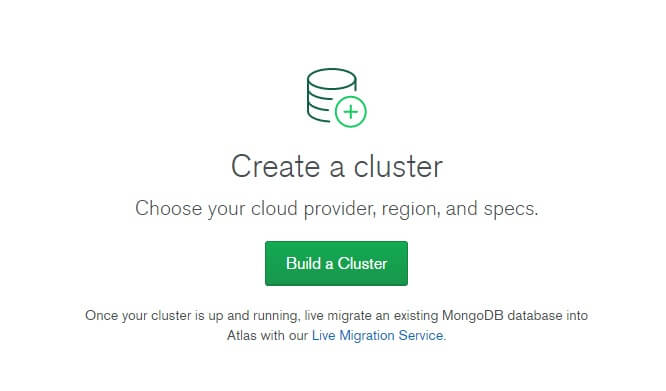 Create a cluster
Choose your cloud provider, region, and specs.
Build a Cluster
Once your cluster is up and running, live migrate an existing MongoDB database into
Atlas with our Live Migration Service.